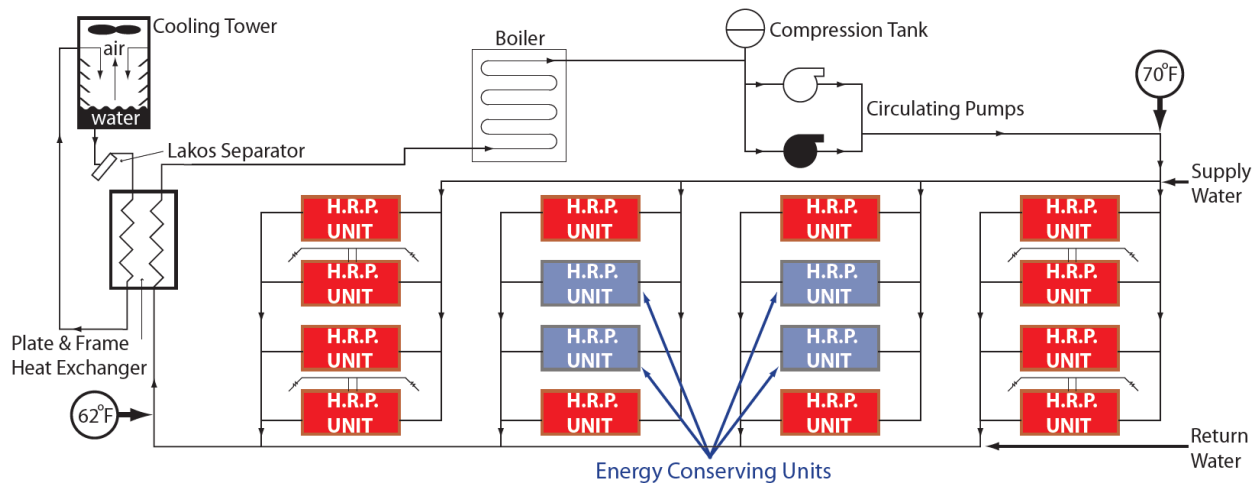 Cooling Tower
air
water
Lakos Separator
Boiler
Compression Tank
Circulating Pumps
70°F
Supply
Water
H.R.P.
UNIT
H.R.P.
UNIT
H.R.P.
UNIT
H.R.P.
UNIT
H.R.P.
UNIT
H.R.P.
UNIT
H.R.P.
UNIT
H.R.P.
UNIT
H.R.P.
UNIT
H.R.P.
UNIT
H.R.P.
UNIT
H.R.P.
UNIT
H.R.P.
UNIT
H.R.P.
UNIT
H.R.P.
UNIT
H.R.P.
UNIT
Plate & Frame
Heat Exchanger
62°F
Energy Conserving Units
Return
Water